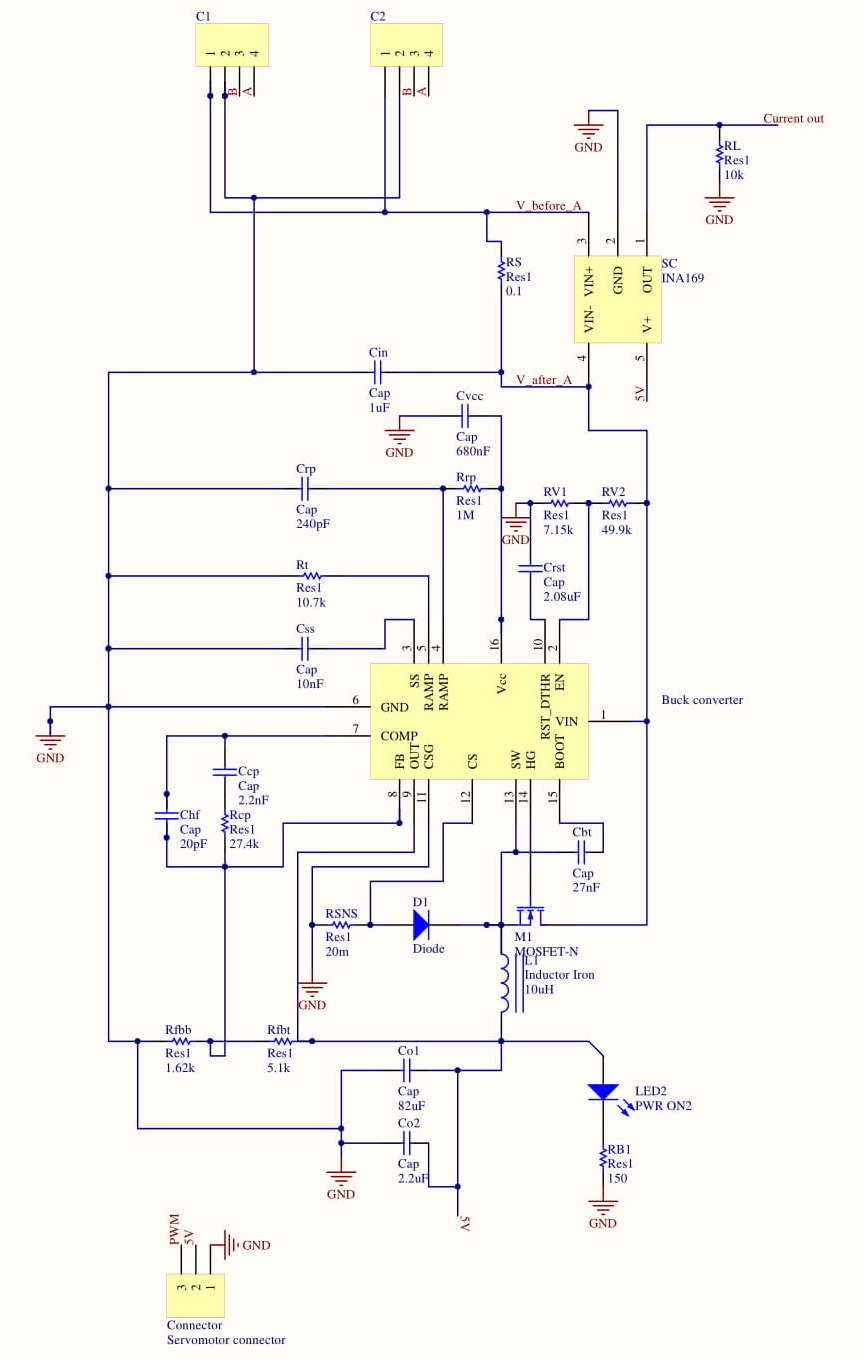 C1
C2
1 2 3 4
1 2 3 4
B A
B A
GND
Current out
RL
Res1
10k
GND
V_before_A
3 2 1
SC
INA169
VIN+ GND OUT
VIN- V+
4 5
5V
RS
Res1
0.1
Cin
Cap
1uF
V_after_A
Cvcc
Cap
680nF
GND
Crp
Cap
240pF
Rrp
Res1
1M
RV1
Res1
7.15k
RV2
Res1
49.9k
GND
Crst
Cap
2.08uF
Rt
Res1
10.7k
Css
Cap
10nF
3 5 4 16 10 2
SS RAMP RAMP Vcc RST_DTHR EN
6 GND
7 COMP
VIN 1
Buck converter
FB OUT CSG CS SW HG BOOT
8 9 11 12 13 14 15
GND
Ccp
Cap
2.2nF
Chf
Cap
20pF
Rcp
Res1
27.4k
Cbt
Cap
27nF
RSNS
Res1
20m
D1
Diode
M1
MOSFET-N
L1
Inductor Iron
10uH
GND
Rfbb
Res1
1.62k
Rfbt
Res1
5.1k
Co1
Cap
82uF
Co2
Cap
2.2uF
LED2
PWR ON2
RB1
Res1
150
GND
GND
5V
PWM
5V
GND
3 2 1
Connector
Servomotor connector